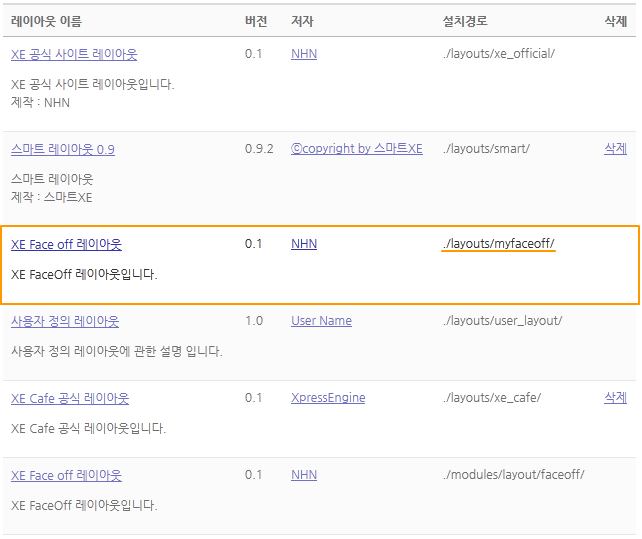 레이아웃 이름 버전 저자 설치경로 삭제
XE 공식 사이트 레이아웃 0.1 NHN ./layouts/xe_official/
XE 공식 사이트 레이아웃입니다.
제작 : NHN
스마트 레이아웃 0.9 0.9.2 ⓒcopyright by 스마트XE ./layouts/smart/ 삭제
스마트 레이아웃
제작 : 스마트XE
XE Face off 레이아웃 0.1 NHN ./layouts/myfaceoff/
XE FaceOff 레이아웃입니다.
사용자 정의 레이아웃 1.0 User Name ./layouts/user_layout/
사용자 정의 레이아웃에 관한 설명 입니다.
XE Cafe 공식 레이아웃 0.1 XpressEngine ./layouts/xe_cafe/ 삭제
XE Cafe 공식 레이아웃입니다.
XE Face off 레이아웃 0.1 NHN ./modules/layout/faceoff/
XE FaceOff 레이아웃입니다.